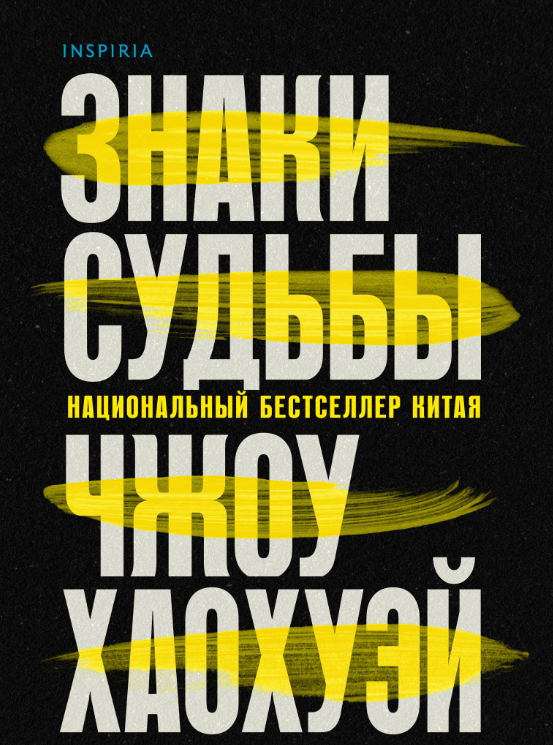 INSPIRIA
ЗНАКИ
СУДЬБЫ
НАЦИОНАЛЬНЫЙ БЕСТСЕЛЛЕР КИТАЯ
ЧЖОУ
ХАОХУЭЙ